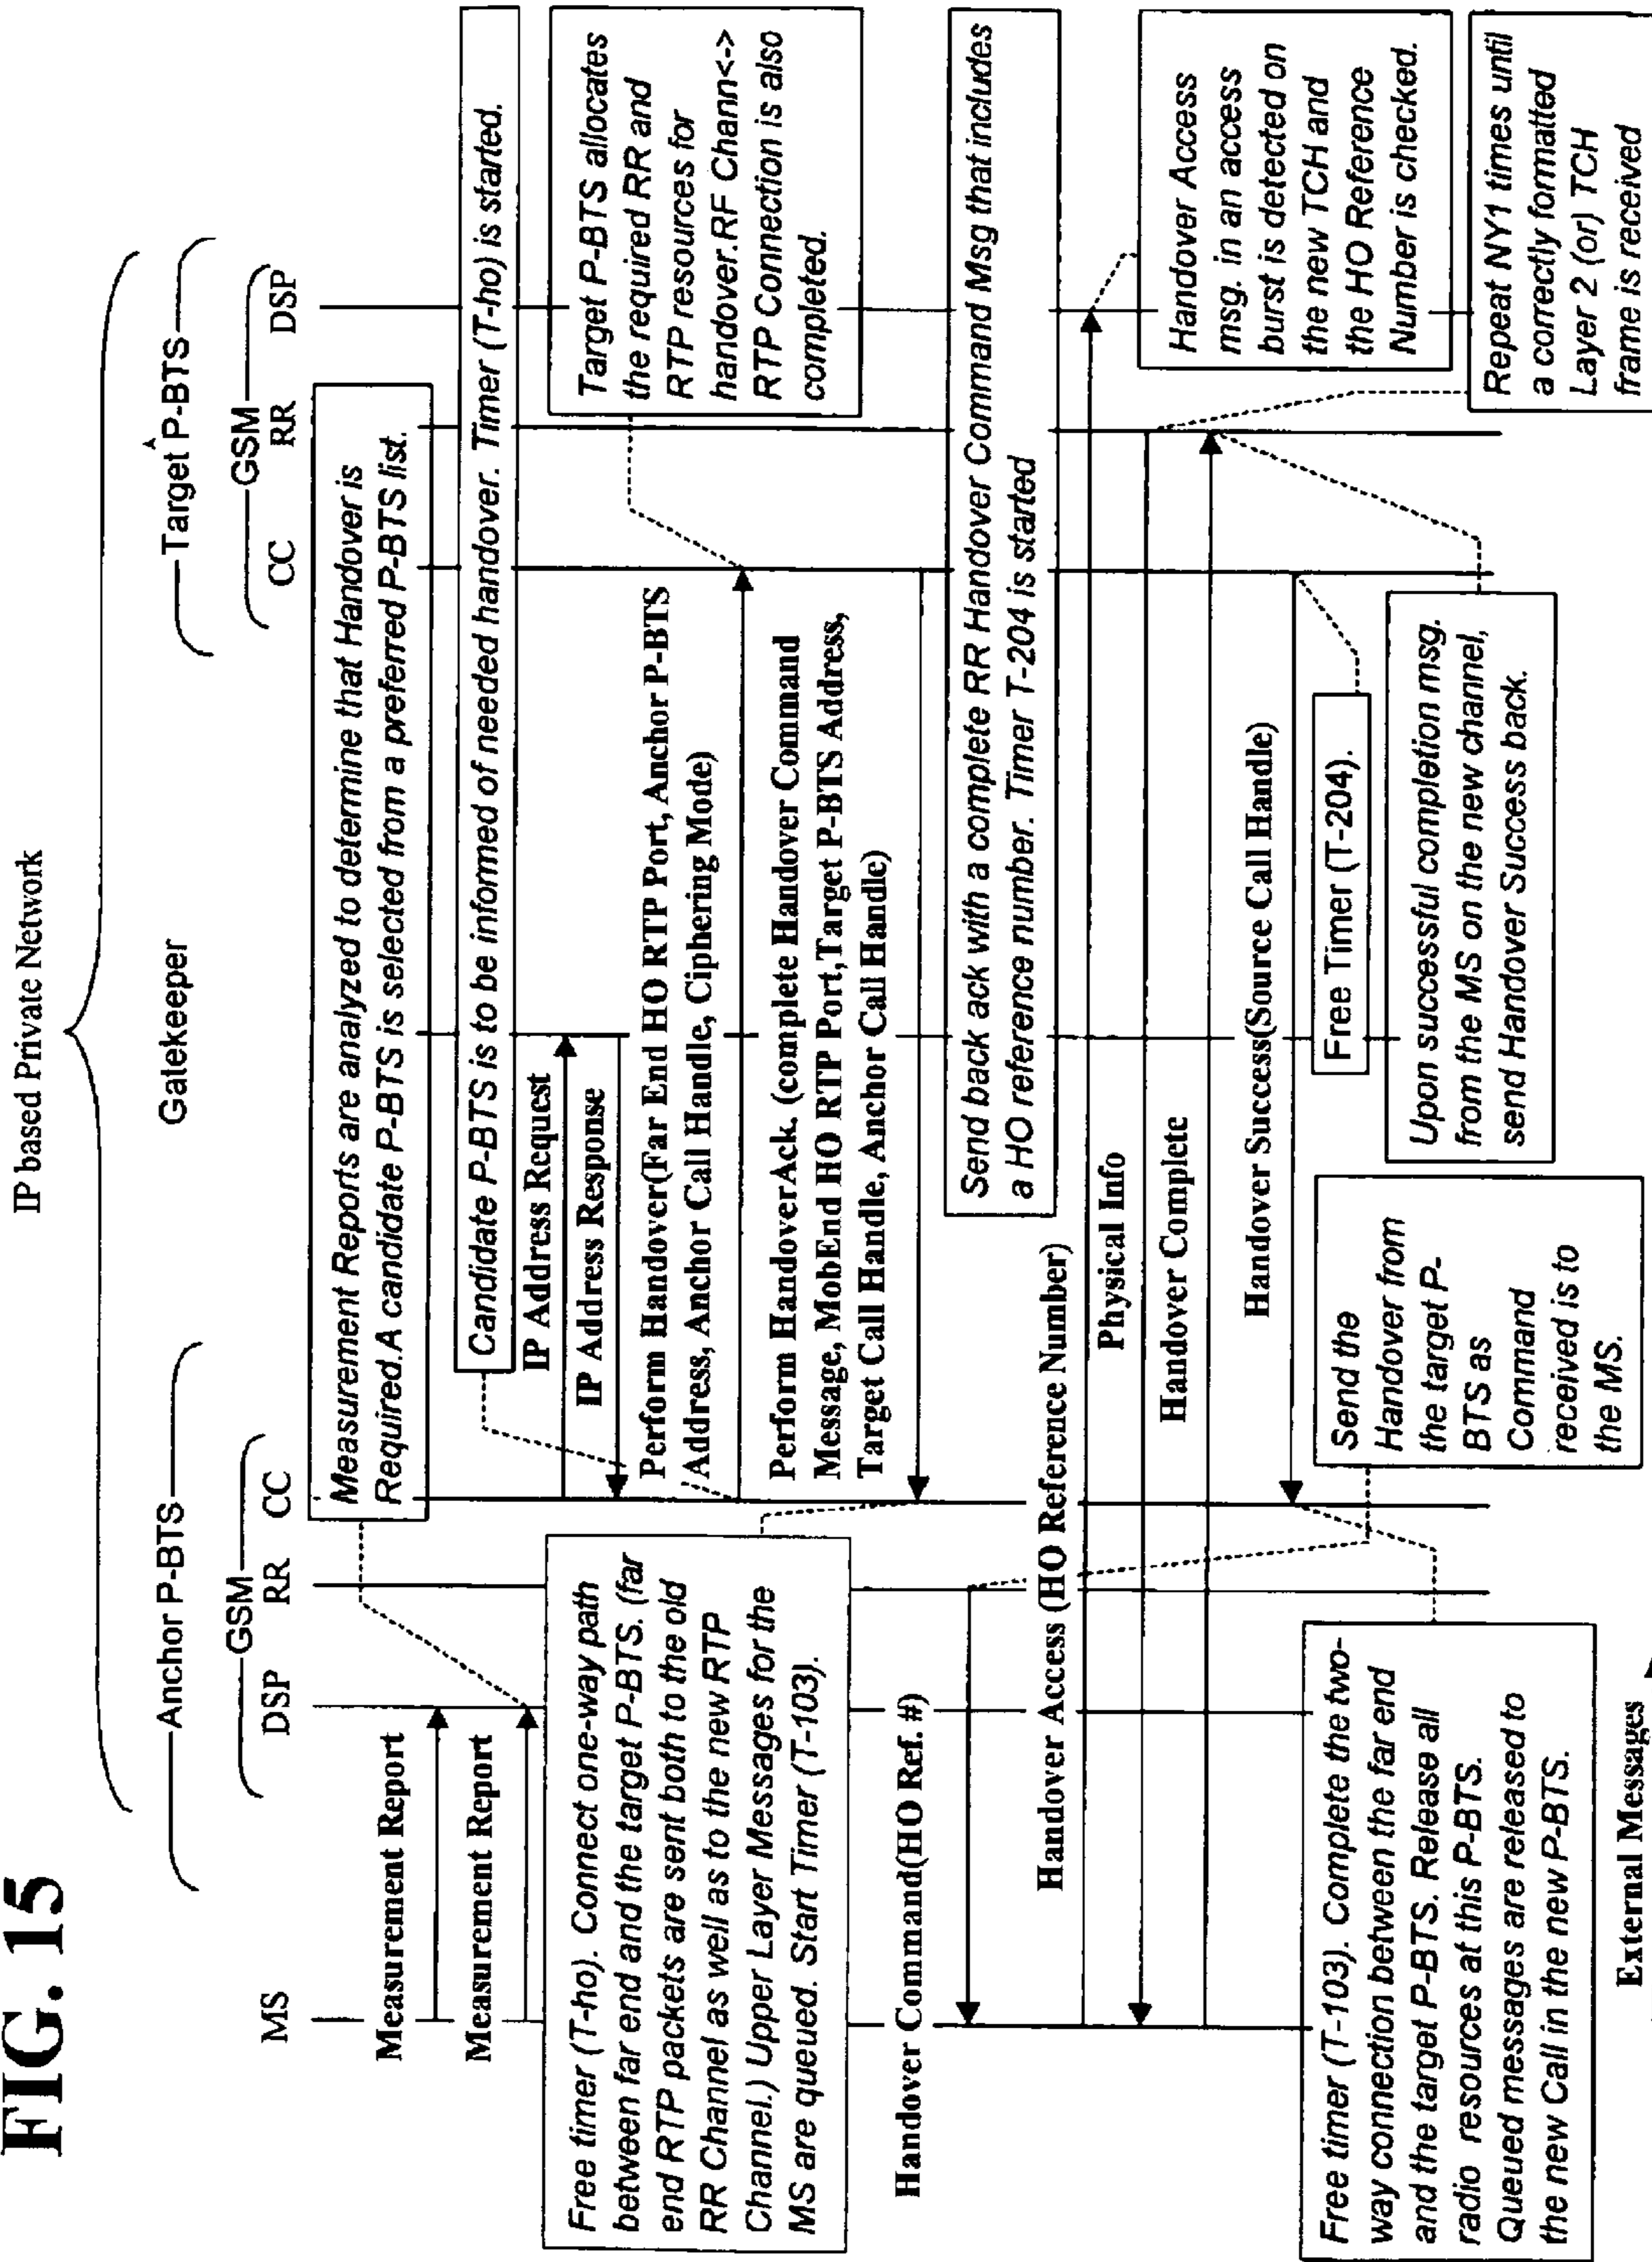 FIG. 15
IP based Private Network
Anchor P-BTS
Gatekeeper
Target P-BTS
GSM
GSM
MS
DSP
RR
CC
CC
RR
DSP
Measurement Report
Measurement Report
Measurement Reports are analyzed to determine that Handover is
Required.A candidate P-BTS is selected from a preferred P-BTS list.
Candidate P-BTS is to be informed of needed handover. Timer (T-ho) is started.
IP Address Request
IP Address Response
Perform Handover(Far End HO RTP Port, Anchor P-BTS
Address, Anchor Call Handle, Ciphering Mode)
Target P-BTS allocates
the required RR and
RTP resources for
handover.RF Chann<->
RTP Connection is also
completed.
Free timer (T-ho). Connect one-way path
between far end and the target P-BTS. (far
end RTP packets are sent both to the old
RR Channel as well as to the new RTP
Channel.) Upper Layer Messages for the
MS are queued. Start Timer (T-103).
Perform HandoverAck. (complete Handover Command
Message, MobEnd HO RTP Port,Target P-BTS Address,
Target Call Handle, Anchor Call Handle)
Send back ack with a complete RR Handover Command Msg that includes
a HO reference number. Timer T-204 is started
Handover Command(HO Ref. #)
Handover Access (HO Reference Number)
Physical Info
Handover Complete
Handover Access
msg. in an access
burst is detected on
the new TCH and
the HO Reference
Number is checked.
Handover Success(Source Call Handle)
Free Timer (T-204).
Send the
Handover from
the target P-
BTS as
Command
received is to
the MS.
Upon successful completion msg.
from the MS on the new channel,
send Handover Success back.
Repeat NY1 times until
a correctly formatted
Layer 2 (or) TCH
frame is received
Free timer (T-103). Complete the two-
way connection between the far end
and the target P-BTS. Release all
radio resources at this P-BTS.
Queued messages are released to
the new Call in the new P-BTS.
External Messages